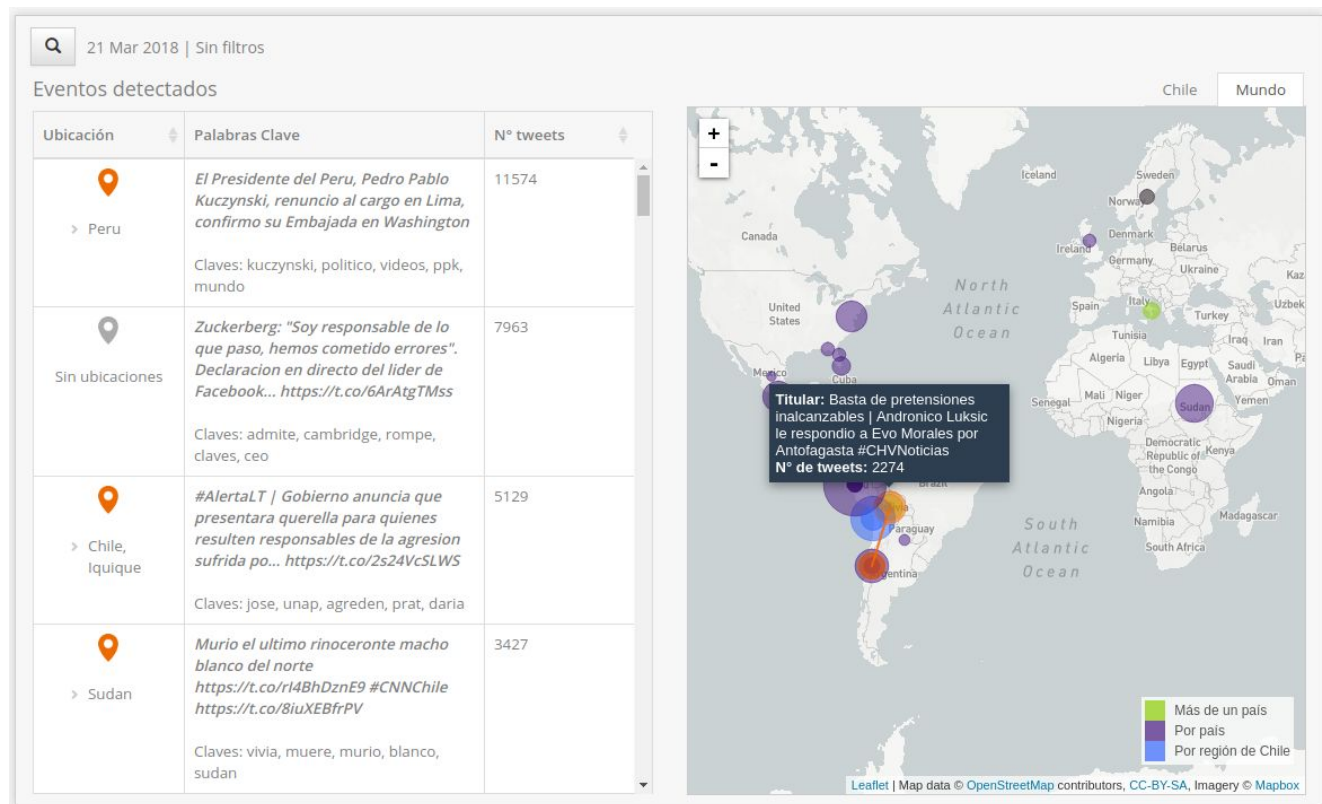 21 Mar 2018 | Sin filtros
Eventos detectados
Chile
Mundo
Ubicación
Palabras Clave
N° tweets
Peru
El Presidente del Peru, Pedro Pablo
Kuczynski, renuncio al cargo en Lima,
confirmo su Embajada en Washington
Claves: kuczynski, politico, videos, ppk,
mundo
11574
Sin ubicaciones
Zuckerberg: "Soy responsable de lo
que paso, hemos cometido errores".
Declaracion en directo del lider de
Facebook... https://t.co/6ArAtgTMss
Claves: admite, cambridge, rompe,
claves, ceo
7963
Chile,
Iquique
#AlertaLT | Gobierno anuncia que
presentara querella para quienes
resulten responsables de la agresion
sufrida po... https://t.co/2s24VcSLWS
Claves: jose, unap, agreden, prat, daria
5129
Sudan
Murio el ultimo rinoceronte macho
blanco del norte
https://t.co/rI4BhDznE9 #CNNChile
https://t.co/8iuXEBfrPV
Claves: vivia, muere, murio, blanco,
sudan
3427
+
-
Iceland
Sweden
Norway
Canada
Denmark
Ireland
Belarus
Germany
Ukraine
Kaz
North
Atlantic
Ocean
United
States
Spain
Italy
Turkey
Uzbek
Tunisia
Iraq
Iran
Algeria
Libya
Egypt
Saudi
Arabia
Oman
Mexico
Cuba
Senegal
Mali
Niger
Sudan
Yemen
Nigeria
Titular: Basta de pretensiones
inalcanzables | Andronico Luksic
le respondio a Evo Morales por
Antofagasta #CHVNoticias
N° de tweets: 2274
Democratic
Republic of
the Congo
Kenya
Brazil
Angola
Paraguay
Namibia
Madagascar
South
Atlantic
Ocean
South Africa
Argentina
Más de un país
Por país
Por región de Chile
Leaflet | Map data © OpenStreetMap contributors, CC-BY-SA, Imagery © Mapbox